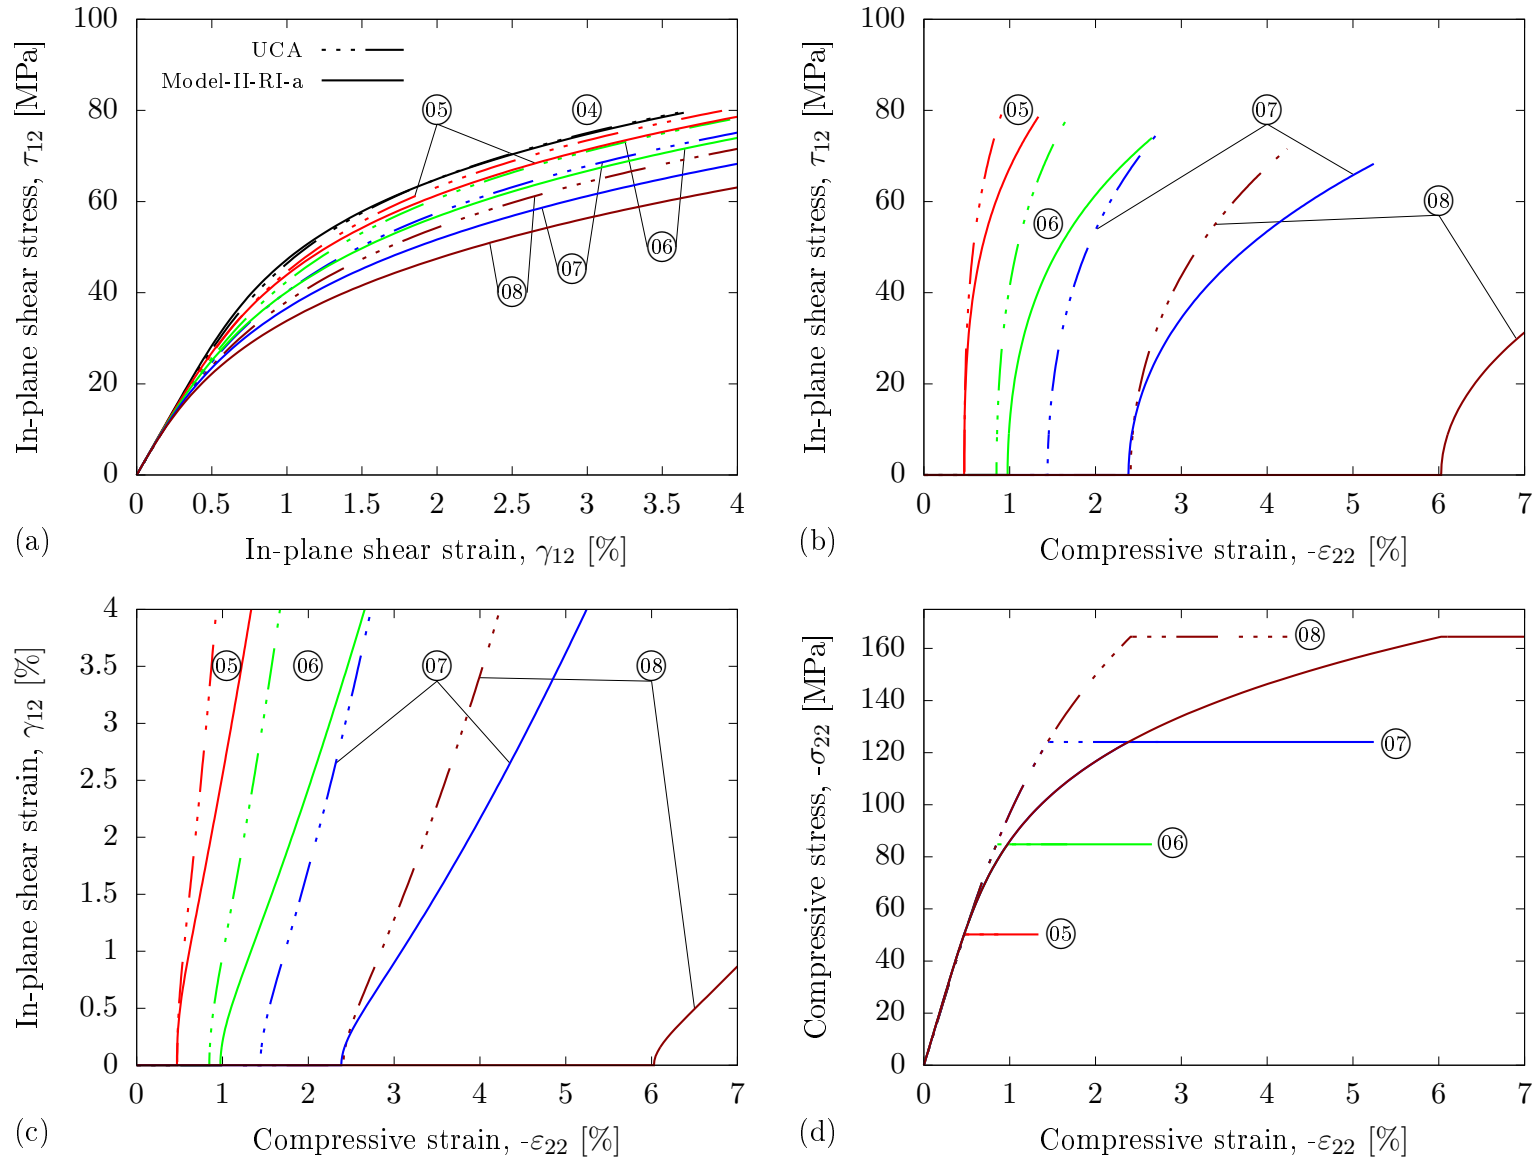 100
80
60
40
20
0
In-plane shear stress, τ12 [MPa]
UCA
Model-II-RI-a
05
04
06
07
08
0 0.5 1 1.5 2 2.5 3 3.5 4
(a)
In-plane shear strain, γ12 [%]
100
80
60
40
20
0
In-plane shear stress, τ12 [MPa]
05
07
08
06
0 1 2 3 4 5 6 7
(b)
Compressive strain, -ε22 [%]
4
3.5
3
2.5
2
1.5
1
0.5
0
In-plane shear strain, γ12 [%]
05
06
07
08
0 1 2 3 4 5 6 7
(c)
Compressive strain, -ε22 [%]
160
140
120
100
80
60
40
20
0
Compressive stress, -σ22 [MPa]
08
07
06
05
0 1 2 3 4 5 6 7
(d)
Compressive strain, -ε22 [%]